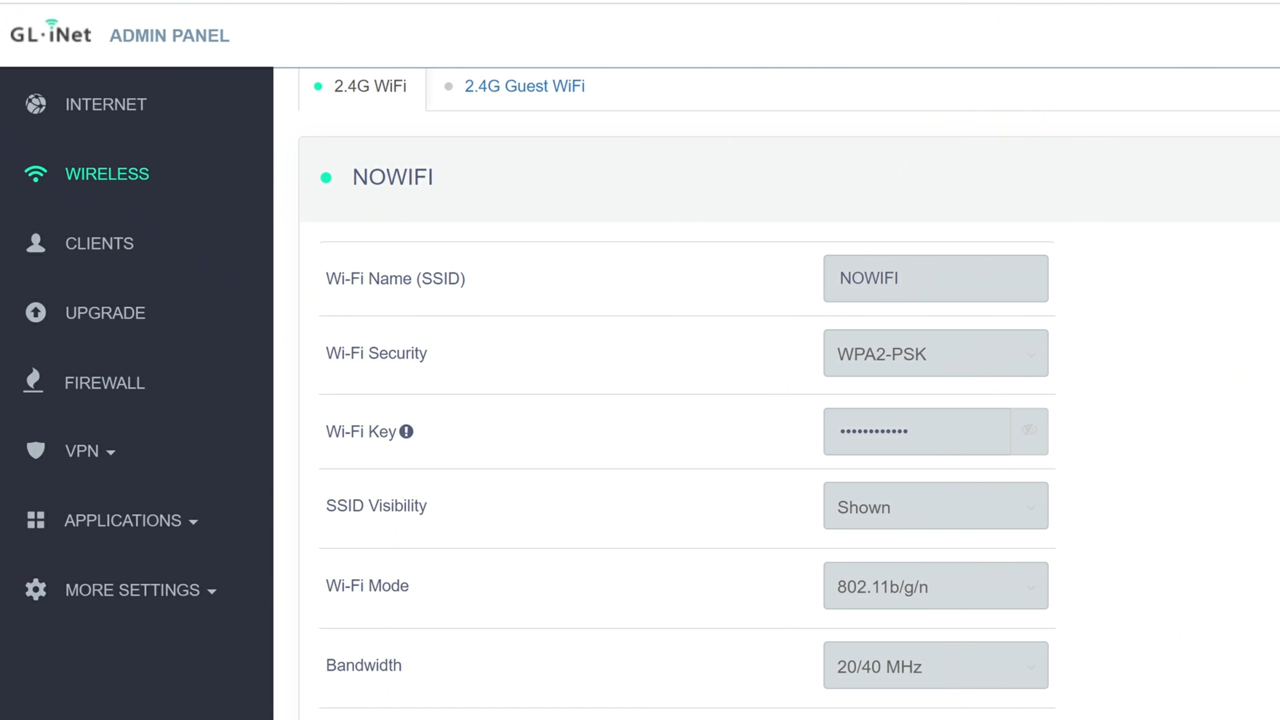 GL·iNet ADMIN PANEL
2.4G WiFi 2.4G Guest WiFi
INTERNET
WIRELESS
CLIENTS
UPGRADE
FIREWALL
VPN
APPLICATIONS
MORE SETTINGS
NOWIFI
Wi-Fi Name (SSID) NOWIFI
Wi-Fi Security WPA2-PSK
Wi-Fi Key ••••••••••••
SSID Visibility Shown
Wi-Fi Mode 802.11b/g/n
Bandwidth 20/40 MHz